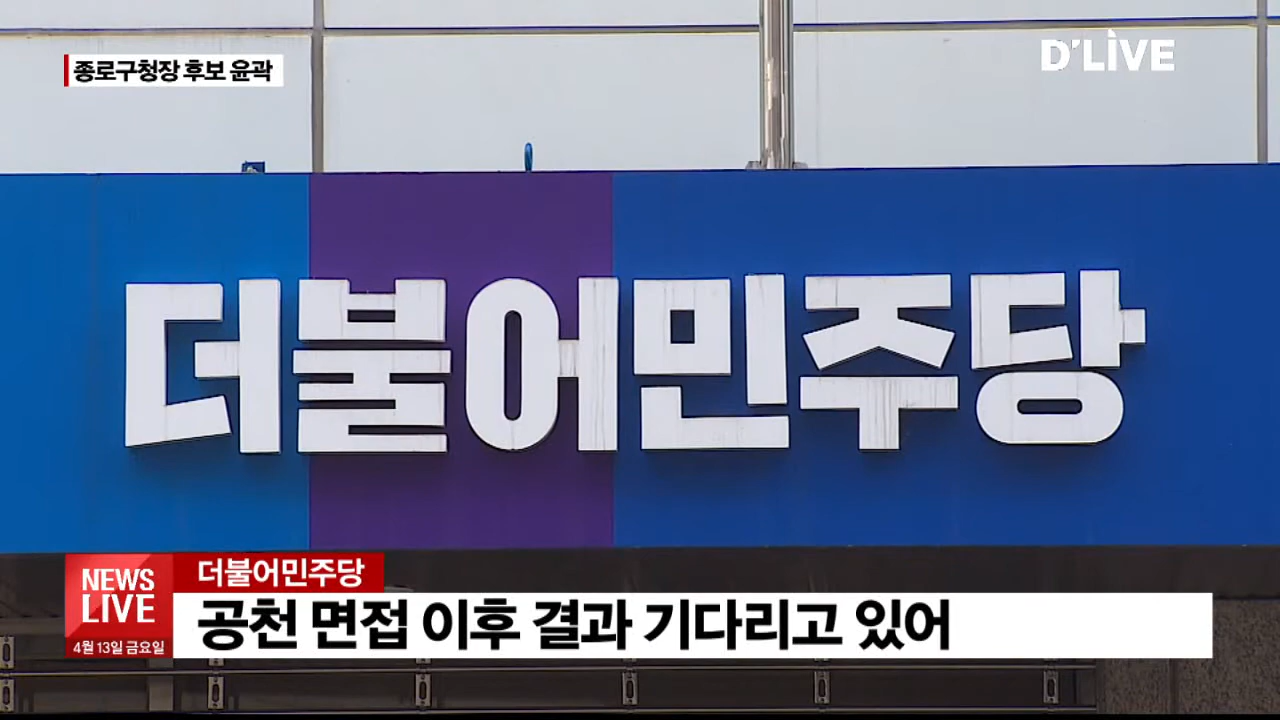 종로구청장 후보 윤곽
D'LIVE
더불어민주당
NEWS
LIVE
4월 13일 금요일
더불어민주당
공천 면접 이후 결과 기다리고 있어